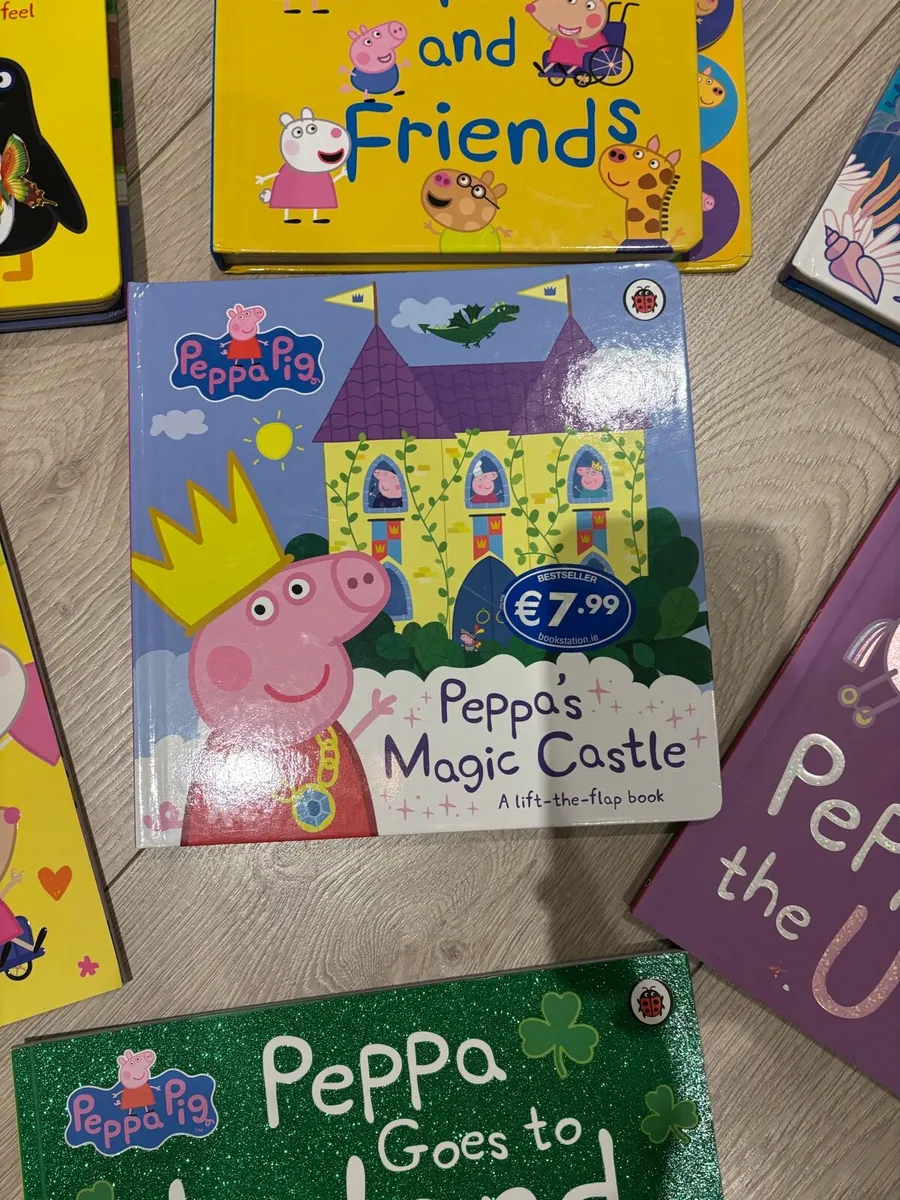 feel
and
Friends
Peppa Pig
BESTSELLER
€7.99
bookstation.ie
Peppa's
Magic Castle
A lift-the-flap book
the
Peppa Pig
Peppa
Goes to